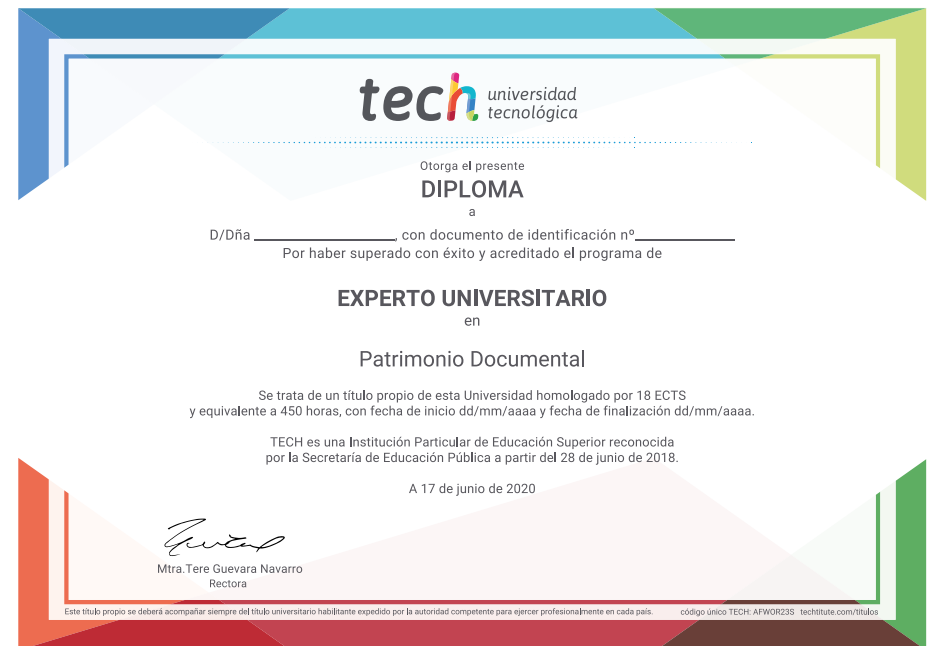 tech universidad
tecnológica
Otorga el presente
DIPLOMA
a
D/Dña _________________, con documento de identificación nº____________
Por haber superado con éxito y acreditado el programa de
EXPERTO UNIVERSITARIO
en
Patrimonio Documental
Se trata de un título propio de esta Universidad homologado por 18 ECTS
y equivalente a 450 horas, con fecha de inicio dd/mm/aaaa y fecha de finalización dd/mm/aaaa.
TECH es una Institución Particular de Educación Superior reconocida
por la Secretaría de Educación Pública a partir del 28 de junio de 2018.
A 17 de junio de 2020
Mtra.Tere Guevara Navarro
Rectora
Este título propio se deberá acompañar siempre del título universitario habilitante expedido por la autoridad competente para ejercer profesionalmente en cada país. código único TECH: AFWOR23S techtitute.com/titulos